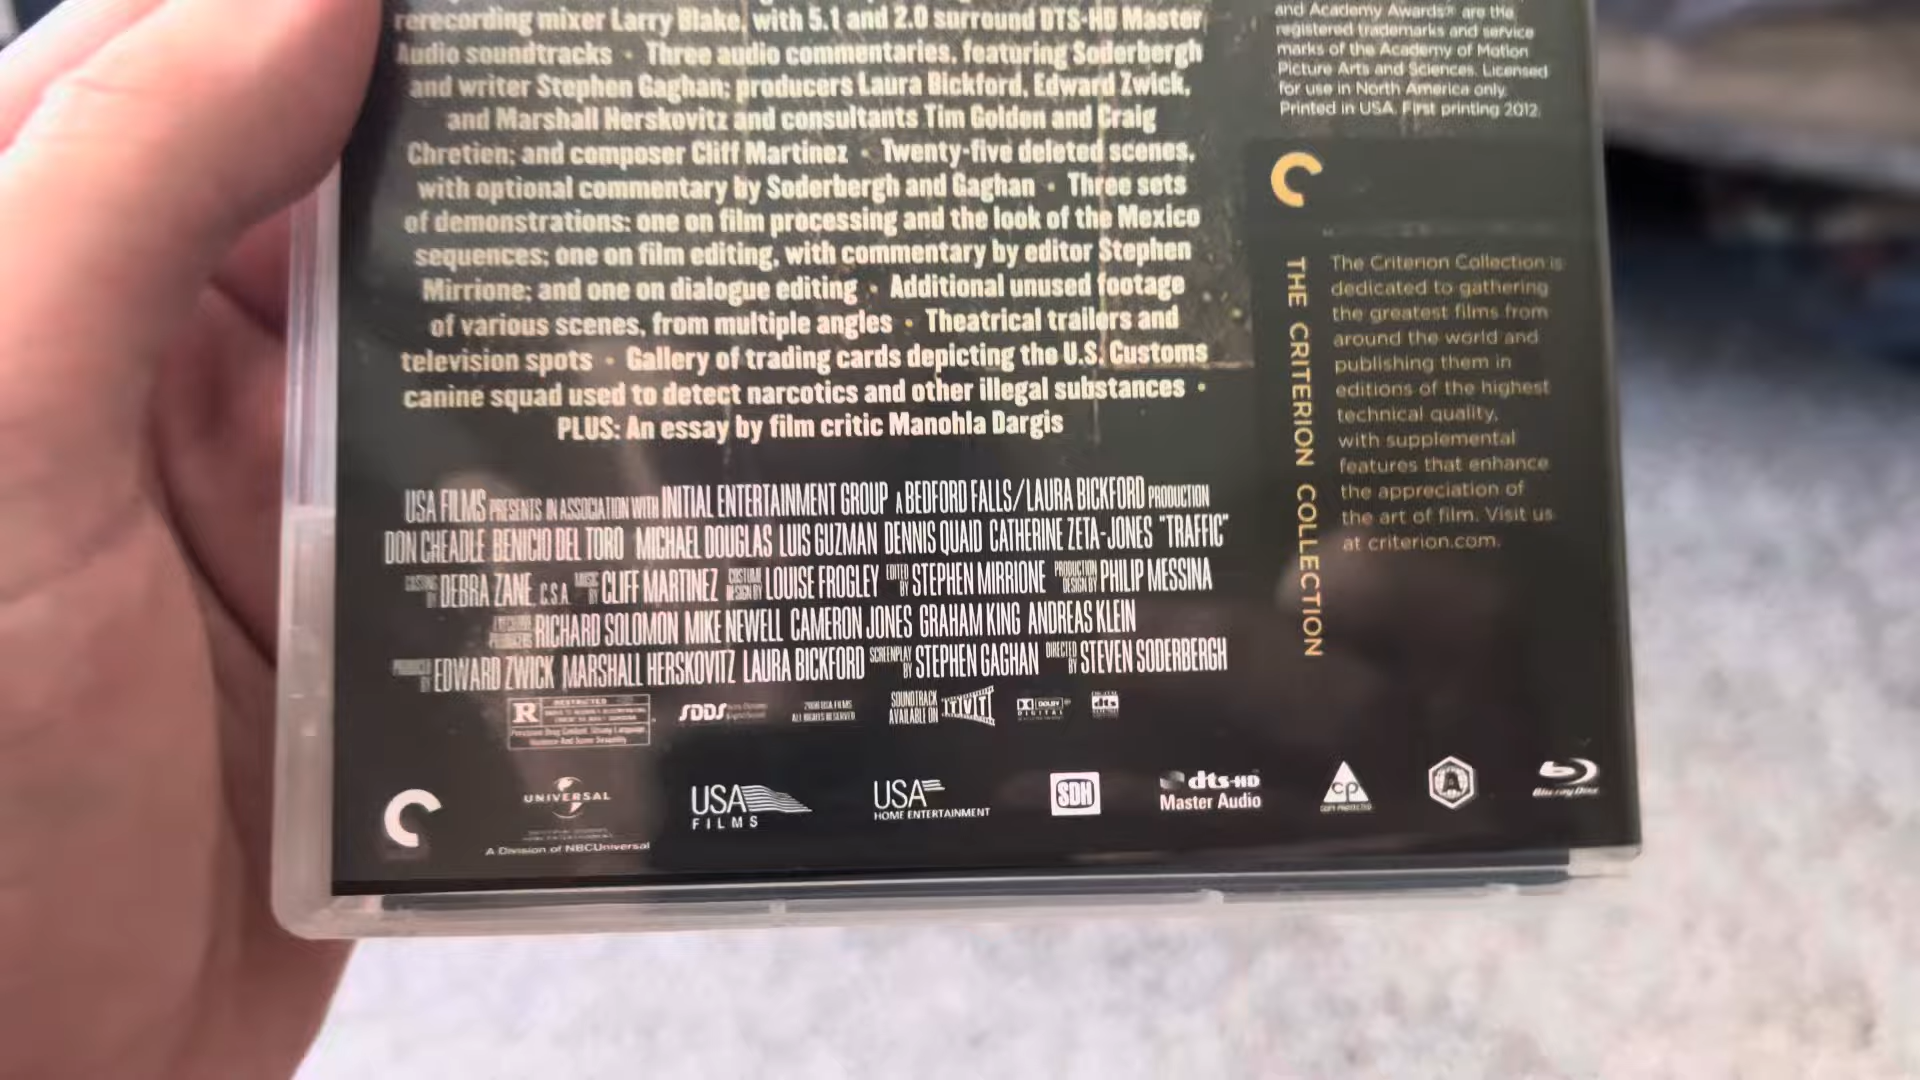 rerecording mixer Larry Blake, with 5.1 and 2.0 surround DTS-HD Master
Audio soundtracks • Three audio commentaries, featuring Soderbergh
and writer Stephen Gaghan; producers Laura Bickford, Edward Zwick,
and Marshall Herskovitz and consultants Tim Golden and Craig
Chretien; and composer Cliff Martinez • Twenty-five deleted scenes,
with optional commentary by Soderbergh and Gaghan • Three sets
of demonstrations: one on film processing and the look of the Mexico
sequences; one on film editing, with commentary by editor Stephen
Mirrione; and one on dialogue editing • Additional unused footage
of various scenes, from multiple angles • Theatrical trailers and
television spots • Gallery of trading cards depicting the U.S. Customs
canine squad used to detect narcotics and other illegal substances •
PLUS: An essay by film critic Manohla Dargis
USA FILMS PRESENTS IN ASSOCIATION WITH INITIAL ENTERTAINMENT GROUP A BEDFORD FALLS/LAURA BICKFORD PRODUCTION
DON CHEADLE BENICIO DEL TORO MICHAEL DOUGLAS LUIS GUZMAN DENNIS QUAID CATHERINE ZETA-JONES "TRAFFIC"
CASTING BY DEBRA ZANE, C.S.A. MUSIC BY CLIFF MARTINEZ COSTUME DESIGN BY LOUISE FROGLEY EDITED BY STEPHEN MIRRIONE PRODUCTION DESIGN BY PHILIP MESSINA
EXECUTIVE PRODUCERS RICHARD SOLOMON MIKE NEWELL CAMERON JONES GRAHAM KING ANDREAS KLEIN
PRODUCED BY EDWARD ZWICK MARSHALL HERSKOVITZ LAURA BICKFORD SCREENPLAY BY STEPHEN GAGHAN DIRECTED BY STEVEN SODERBERGH
R RESTRICTED
SDDS
ALL RIGHTS RESERVED
SOUNDTRACK
AVAILABLE ON TVT
DOLBY
DIGITAL
dts
UNIVERSAL
A Division of NBCUniversal
USA
FILMS
USA
HOME ENTERTAINMENT
SDH
dts-HD
Master Audio
cp
COPY PROTECTED
A
Blu-ray Disc
and Academy Awards® are the
registered trademarks and service
marks of the Academy of Motion
Picture Arts and Sciences. Licensed
for use in North America only.
Printed in USA. First printing 2012.
THE CRITERION COLLECTION
The Criterion Collection is
dedicated to gathering
the greatest films from
around the world and
publishing them in
editions of the highest
technical quality,
with supplemental
features that enhance
the appreciation of
the art of film. Visit us
at criterion.com.